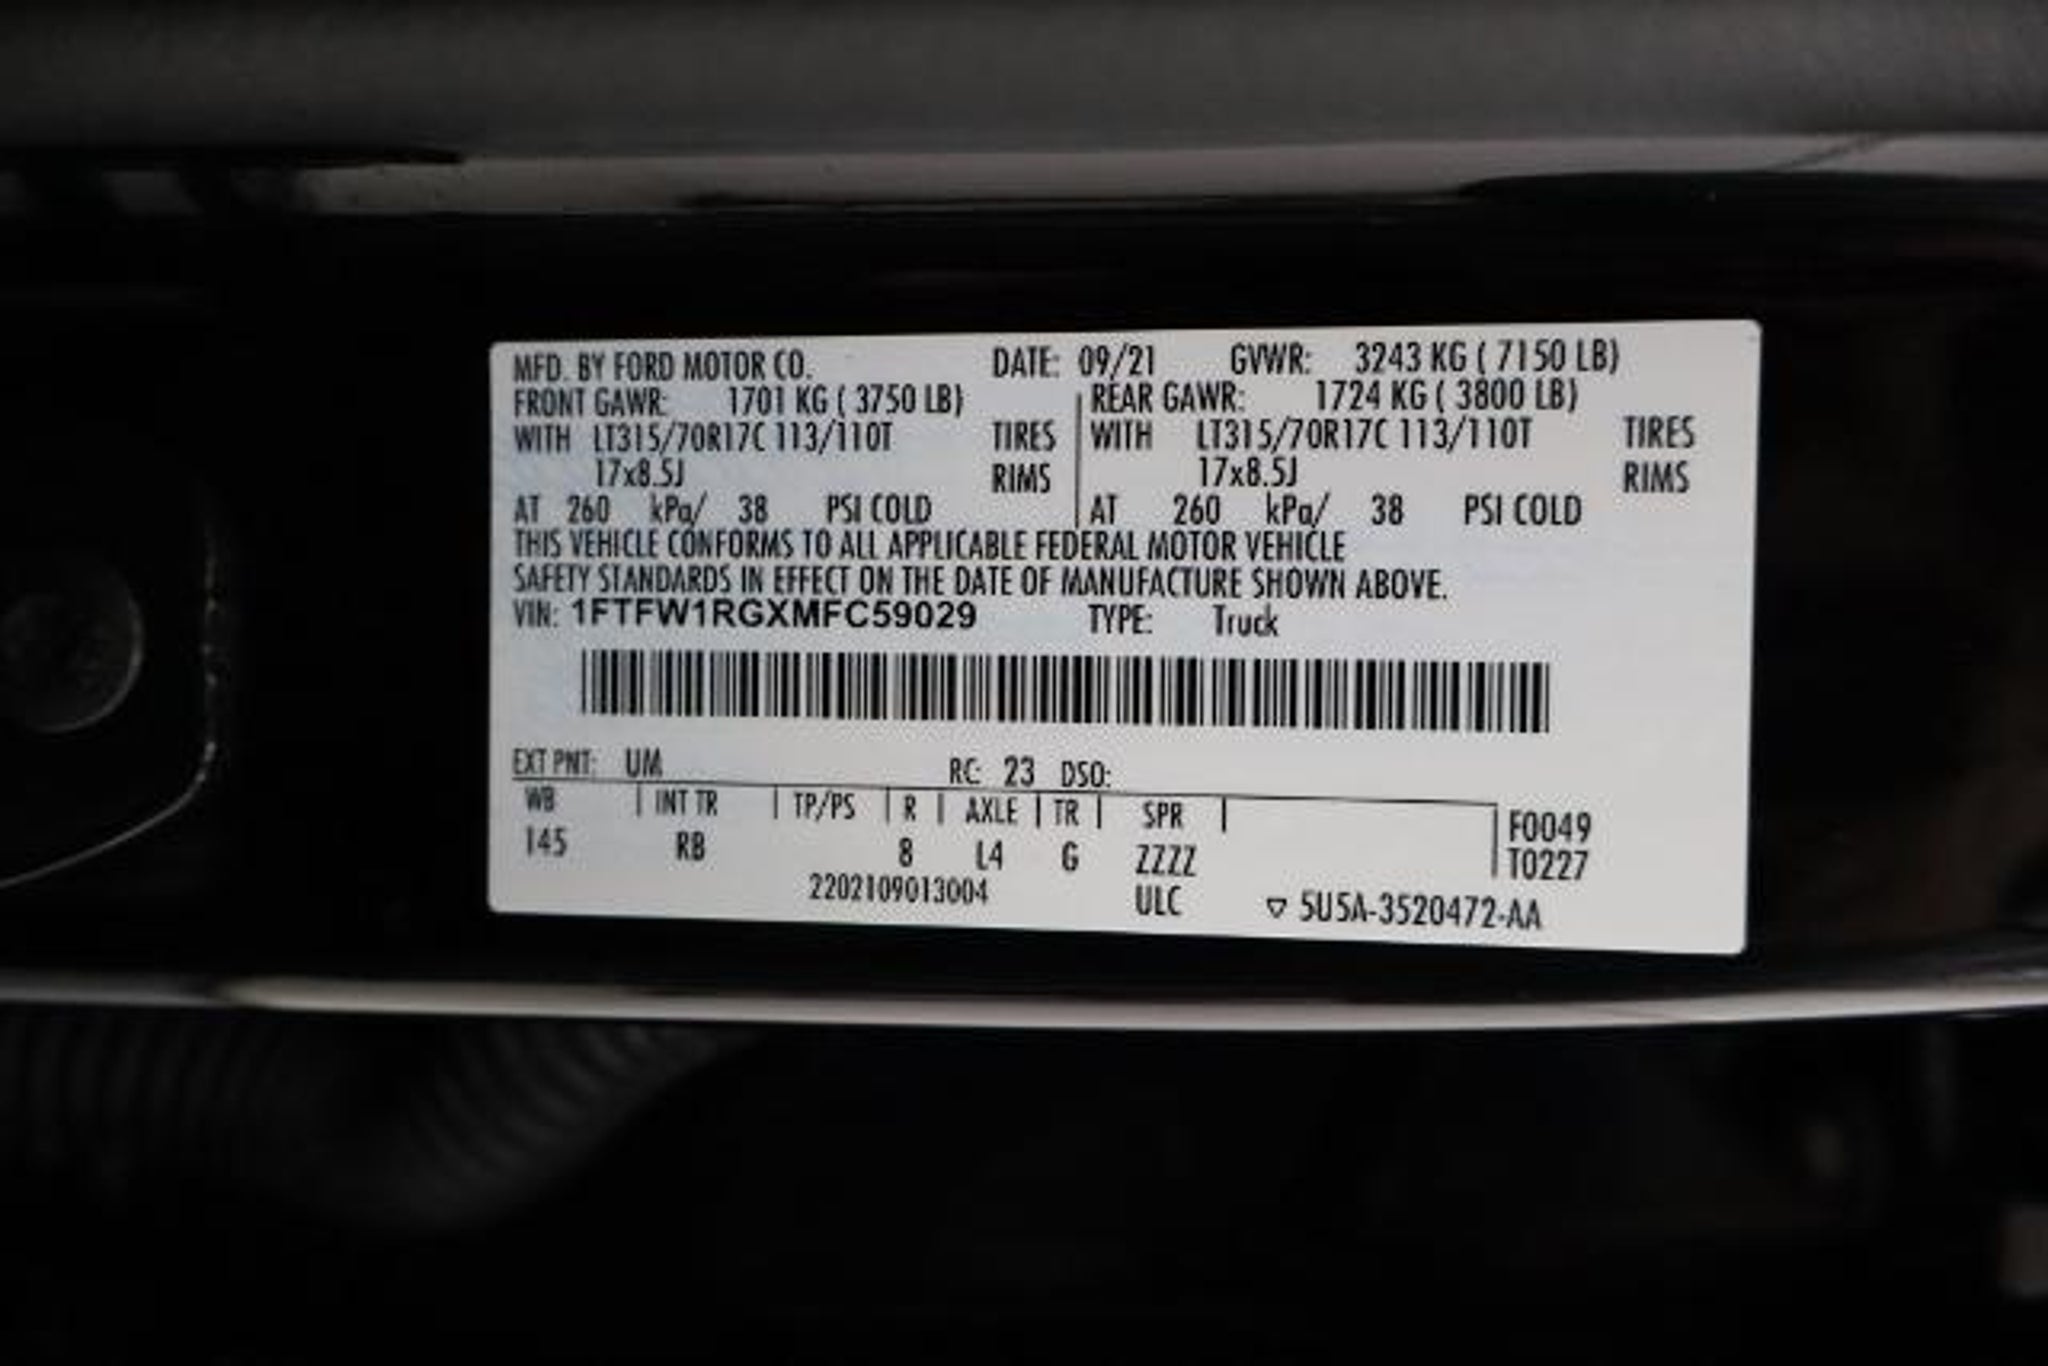 MFD. BY FORD MOTOR CO. DATE: 09/21 GVWR: 3243 KG ( 7150 LB)
FRONT GAWR: 1701 KG ( 3750 LB) REAR GAWR: 1724 KG ( 3800 LB)
WITH LT315/70R17C 113/110T TIRES WITH LT315/70R17C 113/110T TIRES
17x8.5J RIMS 17x8.5J RIMS
AT 260 kPa/ 38 PSI COLD AT 260 kPa/ 38 PSI COLD
THIS VEHICLE CONFORMS TO ALL APPLICABLE FEDERAL MOTOR VEHICLE
SAFETY STANDARDS IN EFFECT ON THE DATE OF MANUFACTURE SHOWN ABOVE.
VIN: 1FTFW1RGXMFC59029 TYPE: Truck
EXT PNT: UM RC: 23 DSO:
WB INT TR TP/PS R AXLE TR SPR F0049
145 RB 8 L4 G ZZZZ T0227
2202109013004 ULC ▽ 5U5A-3520472-AA